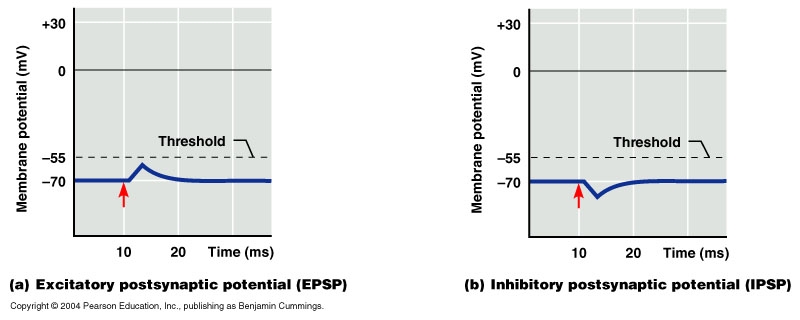 +30
0
Membrane potential (mV)
Threshold
–55
–70
10 20 Time (ms)
(a) Excitatory postsynaptic potential (EPSP)
+30
0
Membrane potential (mV)
Threshold
–55
–70
10 20 Time (ms)
(b) Inhibitory postsynaptic potential (IPSP)
Copyright © 2004 Pearson Education, Inc., publishing as Benjamin Cummings.